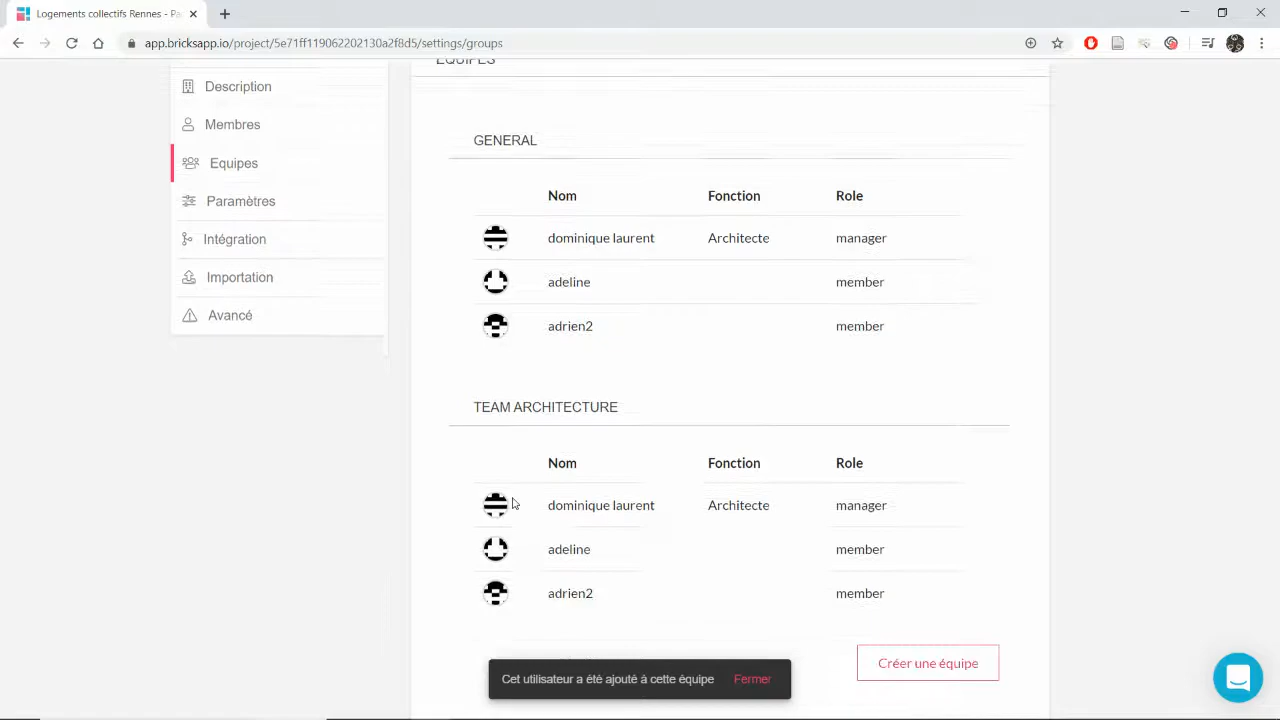 Logements collectifs Rennes - Pa
app.bricksapp.io/project/5e71ff119062202130a2f8d5/settings/groups
EQUIPES
Description
Membres
Equipes
Paramètres
Intégration
Importation
Avancé
GENERAL
Nom Fonction Role
dominique laurent Architecte manager
adeline member
adrien2 member
TEAM ARCHITECTURE
Nom Fonction Role
dominique laurent Architecte manager
adeline member
adrien2 member
Créer une équipe
Cet utilisateur a été ajouté à cette équipe Fermer